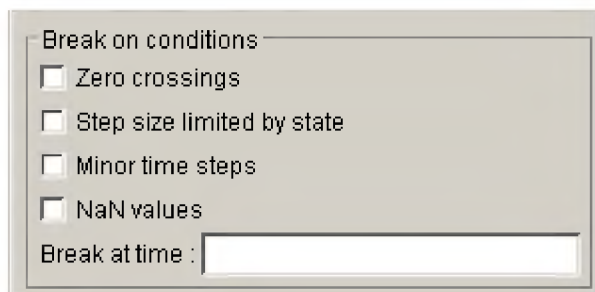 Break on conditions
Zero crossings
Step size limited by state
Minor time steps
NaN values
Break at time :